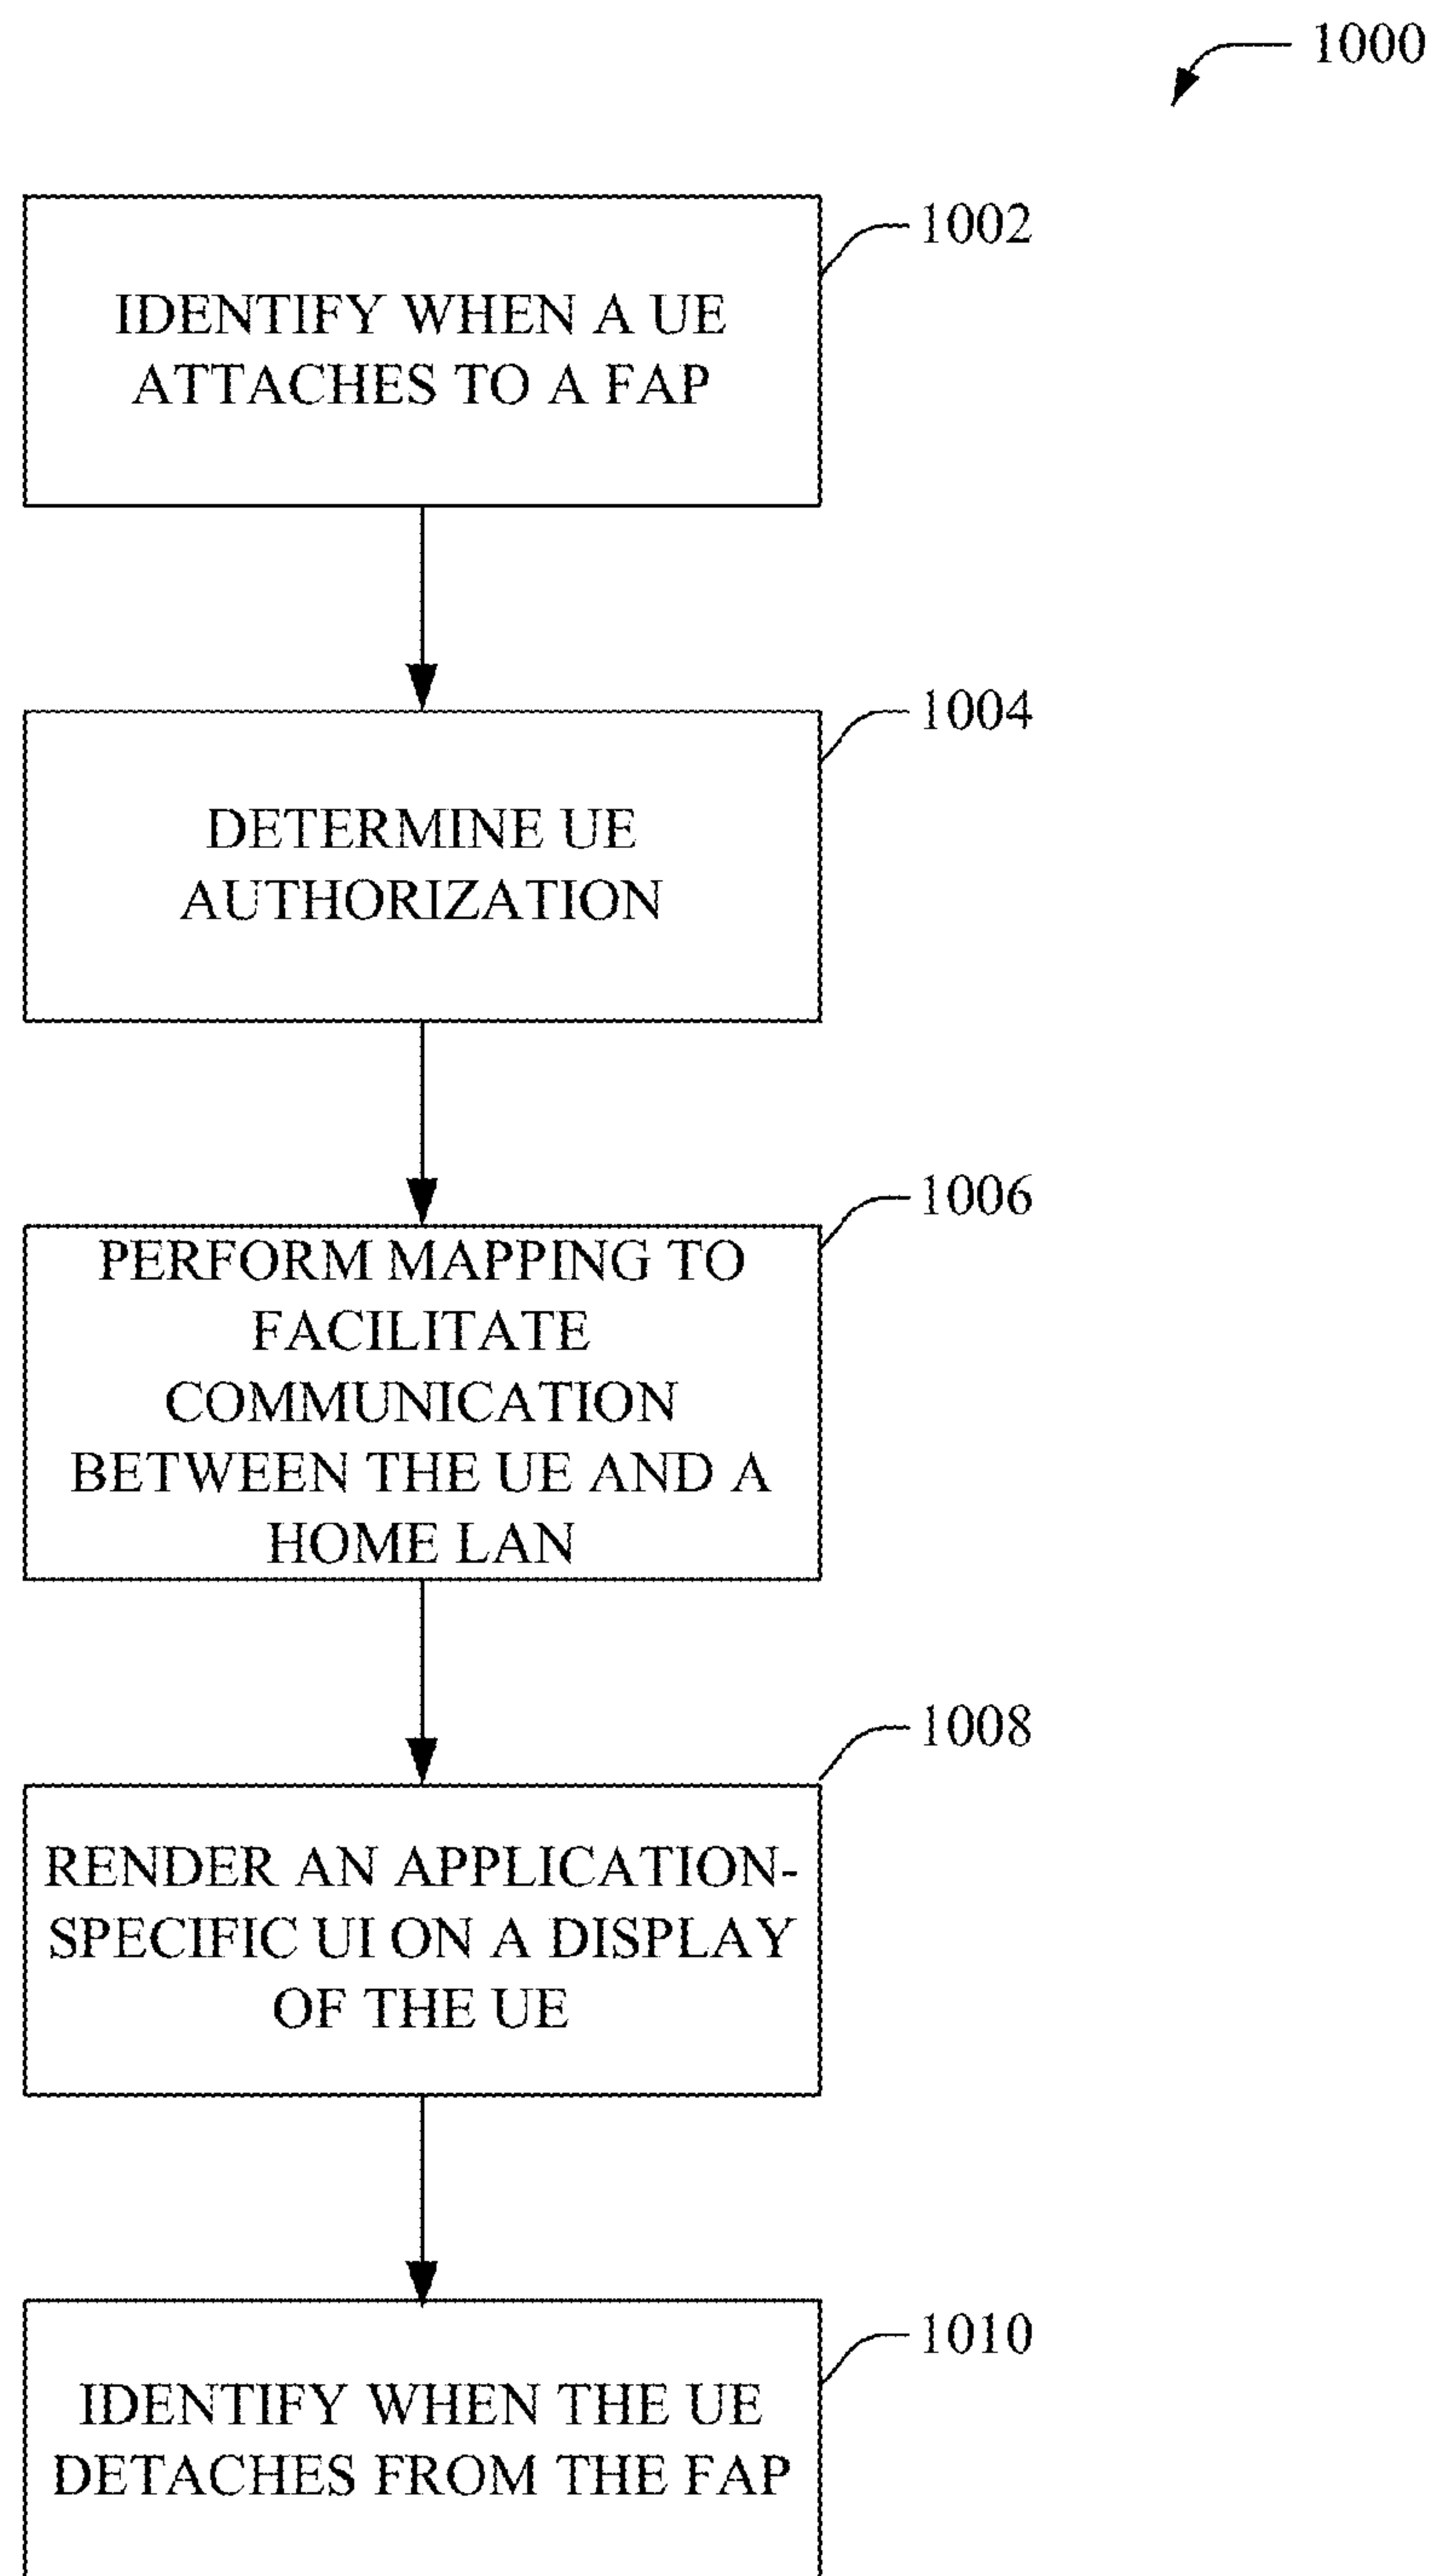 1000
1002
IDENTIFY WHEN A UE
ATTACHES TO A FAP
1004
DETERMINE UE
AUTHORIZATION
1006
PERFORM MAPPING TO
FACILITATE
COMMUNICATION
BETWEEN THE UE AND A
HOME LAN
1008
RENDER AN APPLICATION-
SPECIFIC UI ON A DISPLAY
OF THE UE
1010
IDENTIFY WHEN THE UE
DETACHES FROM THE FAP